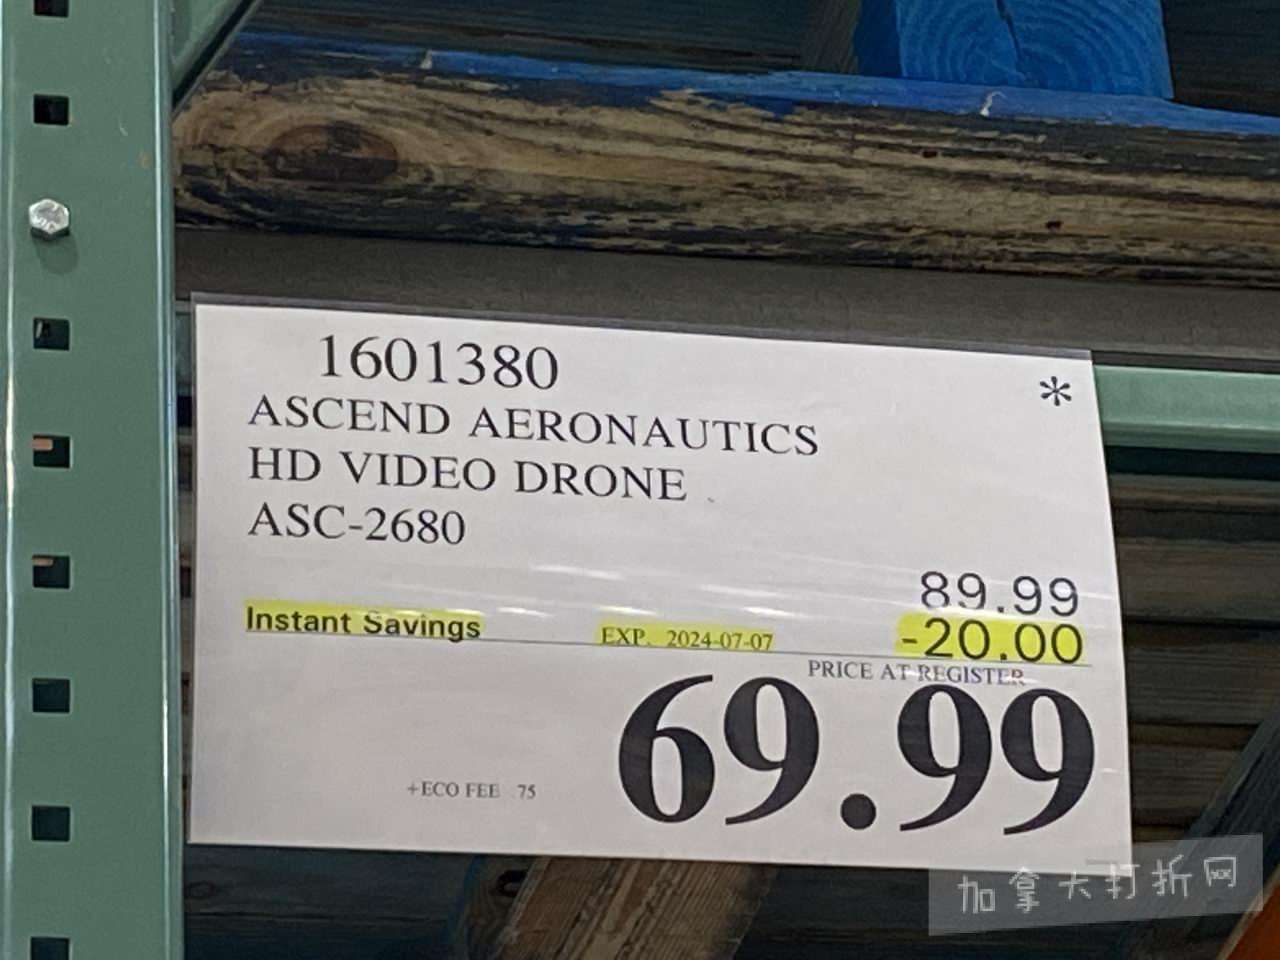 1601380
*
ASCEND AERONAUTICS
HD VIDEO DRONE
ASC-2680
89.99
Instant Savings EXP. 2024-07-07 -20.00
PRICE AT REGISTER
69.99
+ECO FEE .75
加拿大打折网